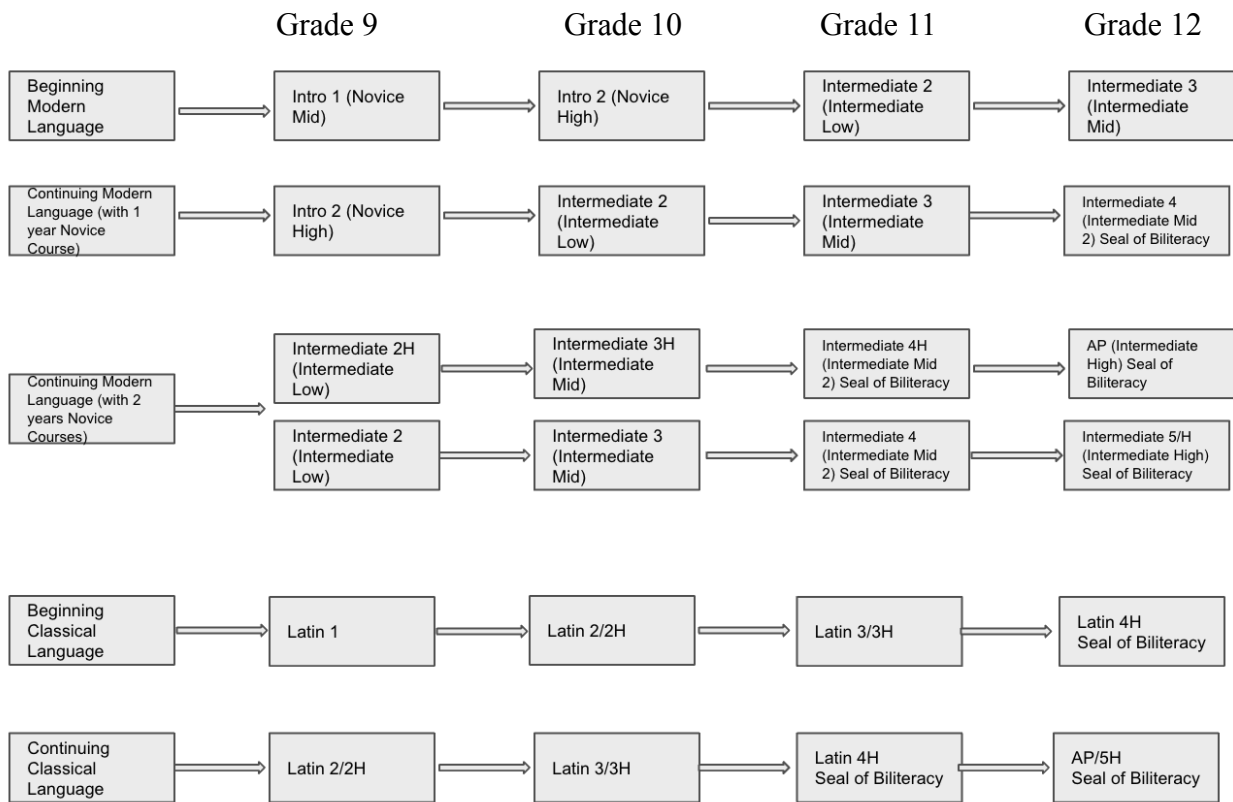 Grade 9 Grade 10 Grade 11 Grade 12
Beginning
Modern
Language
Intro 1 (Novice
Mid)
Intro 2 (Novice
High)
Intermediate 2
(Intermediate
Low)
Intermediate 3
(Intermediate
Mid)
Continuing Modern
Language (with 1
year Novice
Course)
Intro 2 (Novice
High)
Intermediate 2
(Intermediate
Low)
Intermediate 3
(Intermediate
Mid)
Intermediate 4
(Intermediate Mid
2) Seal of Biliteracy
Continuing Modern
Language (with 2
years Novice
Courses)
Intermediate 2H
(Intermediate
Low)
Intermediate 3H
(Intermediate
Mid)
Intermediate 4H
(Intermediate Mid
2) Seal of Biliteracy
AP (Intermediate
High) Seal of
Biliteracy
Intermediate 2
(Intermediate
Low)
Intermediate 3
(Intermediate
Mid)
Intermediate 4
(Intermediate Mid
2) Seal of Biliteracy
Intermediate 5/H
(Intermediate High)
Seal of Biliteracy
Beginning
Classical
Language
Latin 1
Latin 2/2H
Latin 3/3H
Latin 4H
Seal of Biliteracy
Continuing
Classical
Language
Latin 2/2H
Latin 3/3H
Latin 4H
Seal of Biliteracy
AP/5H
Seal of Biliteracy